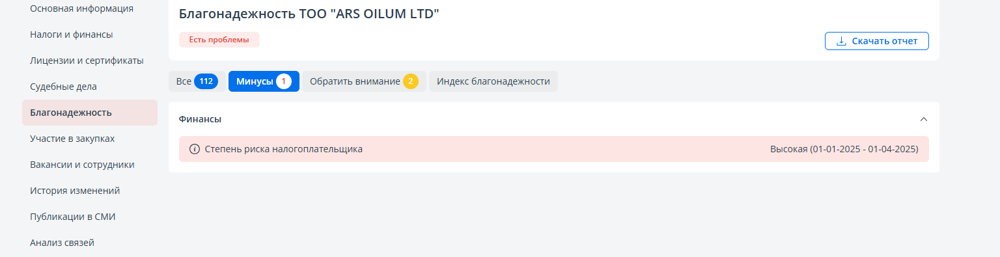 Основная информация
Налоги и финансы
Лицензии и сертификаты
Судебные дела
Благонадежность
Участие в закупках
Вакансии и сотрудники
История изменений
Публикации в СМИ
Анализ связей
Благонадежность ТОО "ARS OILUM LTD"
Есть проблемы
Скачать отчет
Все 112 Минусы 1 Обратить внимание 2 Индекс благонадежности
Финансы
Степень риска налогоплательщика Высокая (01-01-2025 - 01-04-2025)